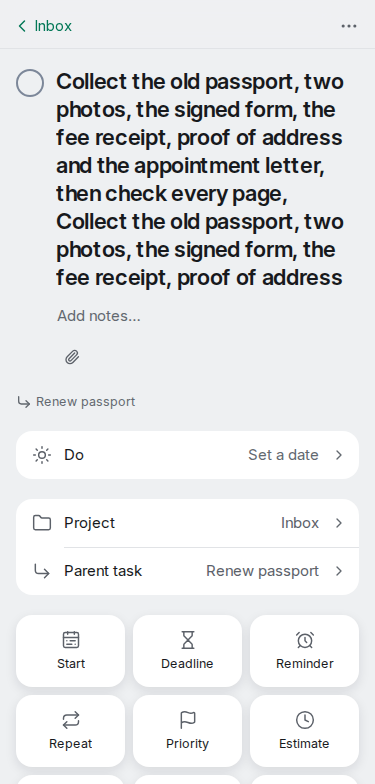 Inbox
Collect the old passport, two
photos, the signed form, the
fee receipt, proof of address
and the appointment letter,
then check every page,
Collect the old passport, two
photos, the signed form, the
fee receipt, proof of address
Add notes...
Renew passport
Do Set a date
Project Inbox
Parent task Renew passport
Start Deadline Reminder
Repeat Priority Estimate